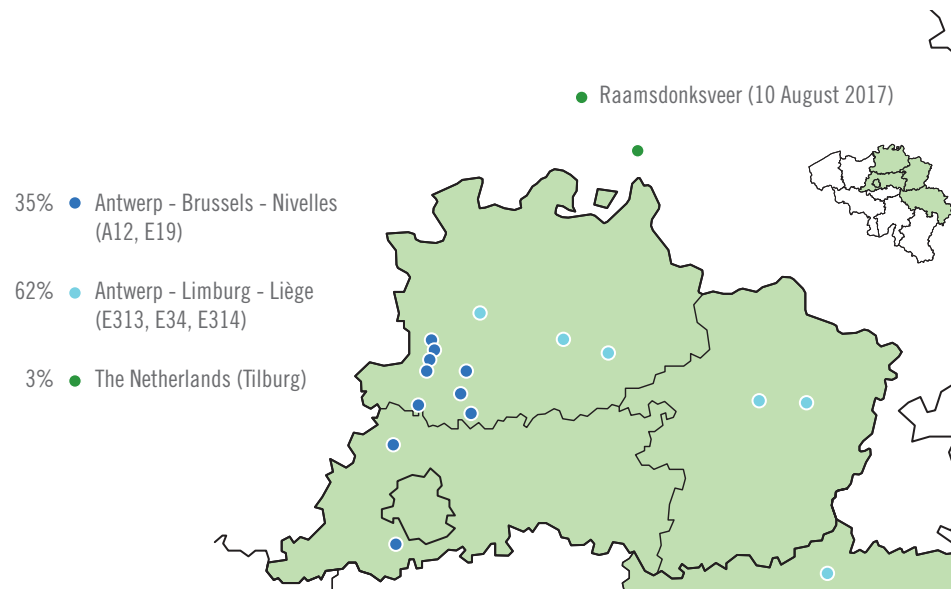 Raamsdonksveer (10 August 2017)
35% Antwerp - Brussels - Nivelles
(A12, E19)
62% Antwerp - Limburg - Liège
(E313, E34, E314)
3% The Netherlands (Tilburg)